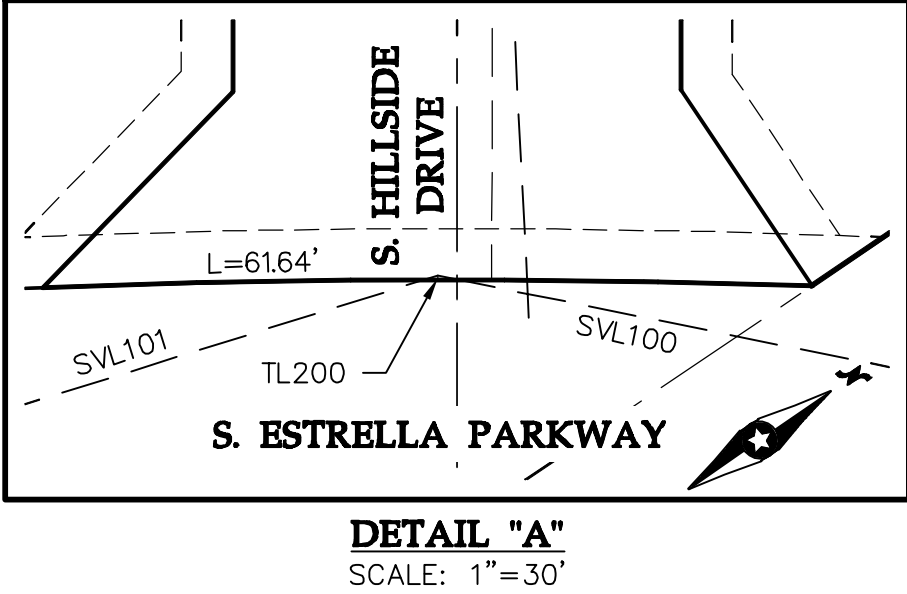 S. HILLSIDE
DRIVE
L=61.64'
SVL101
SVL100
TL200
N
S. ESTRELLA PARKWAY
DETAIL "A"
SCALE: 1"=30'